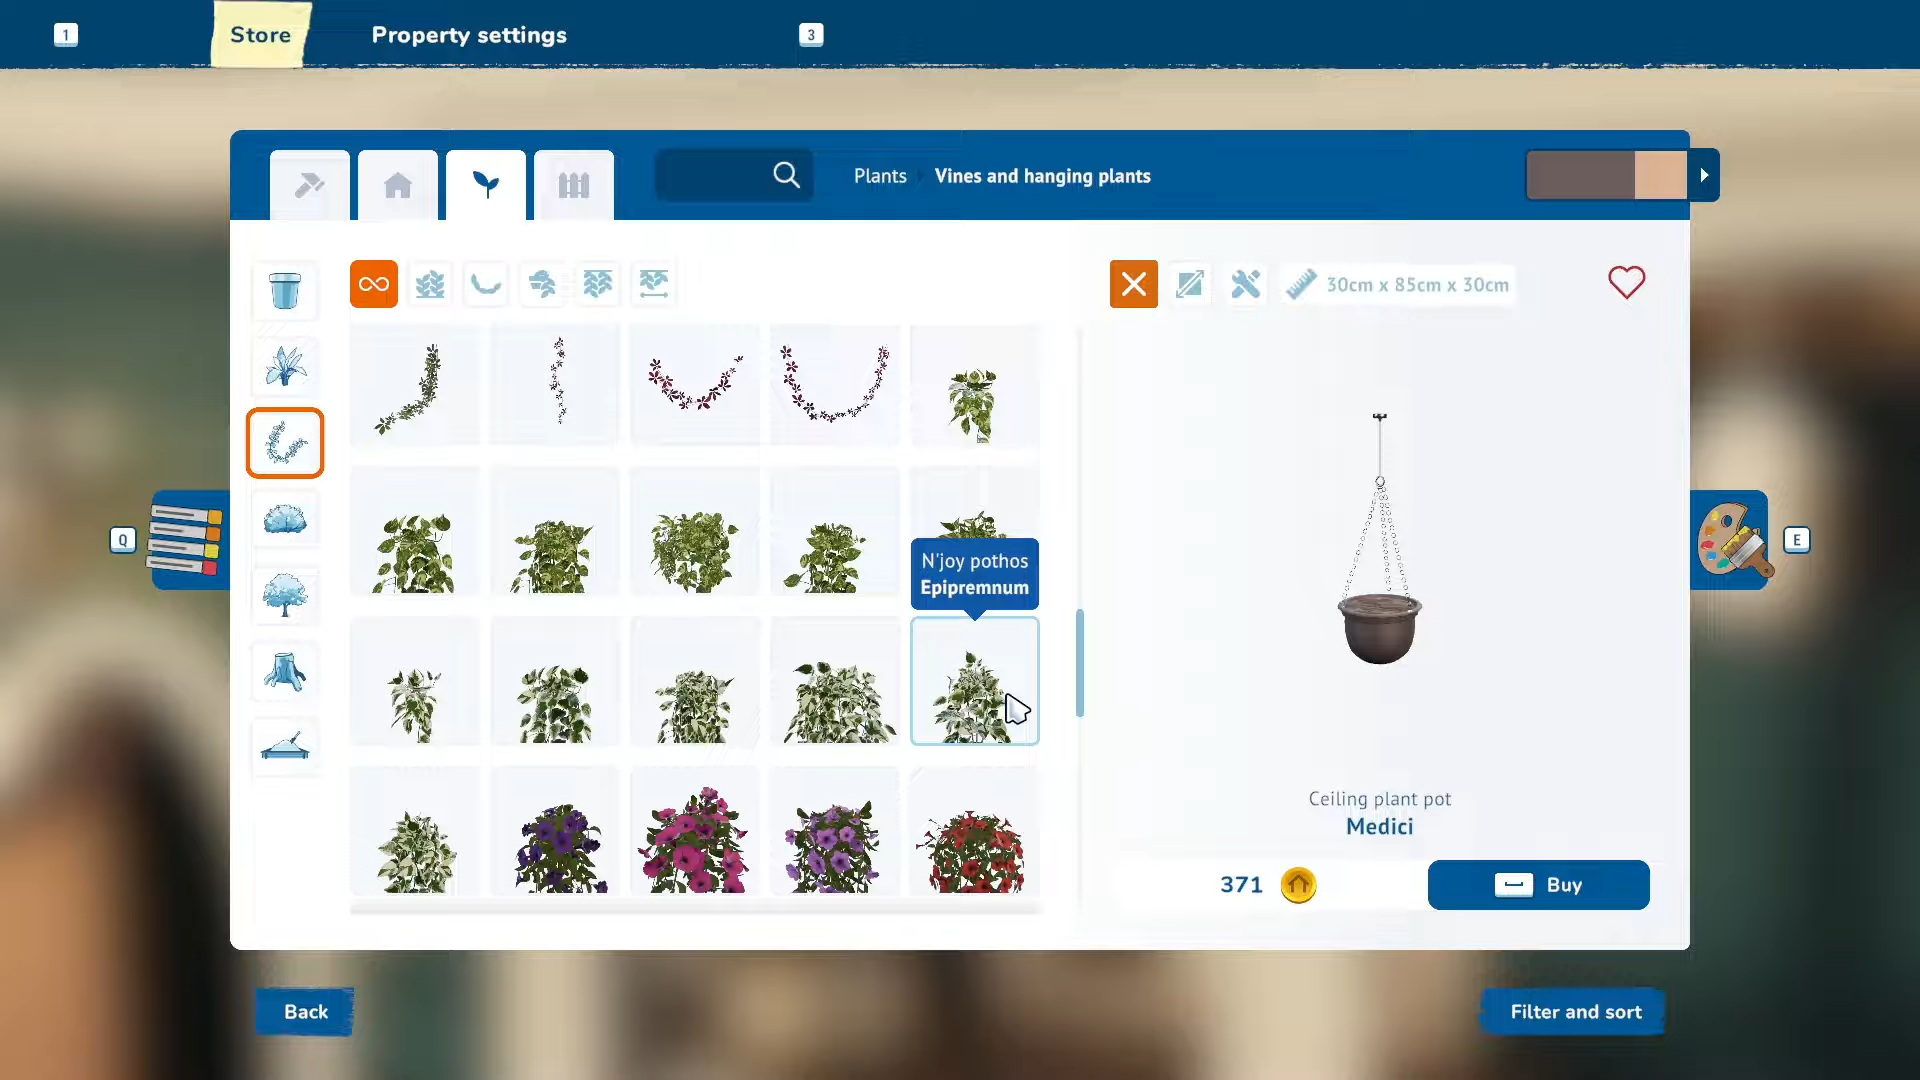 1
Store
Property settings
3
Plants
Vines and hanging plants
30cm x 85cm x 30cm
Q
E
N'joy pothos
Epipremnum
Ceiling plant pot
Medici
371
Buy
Back
Filter and sort